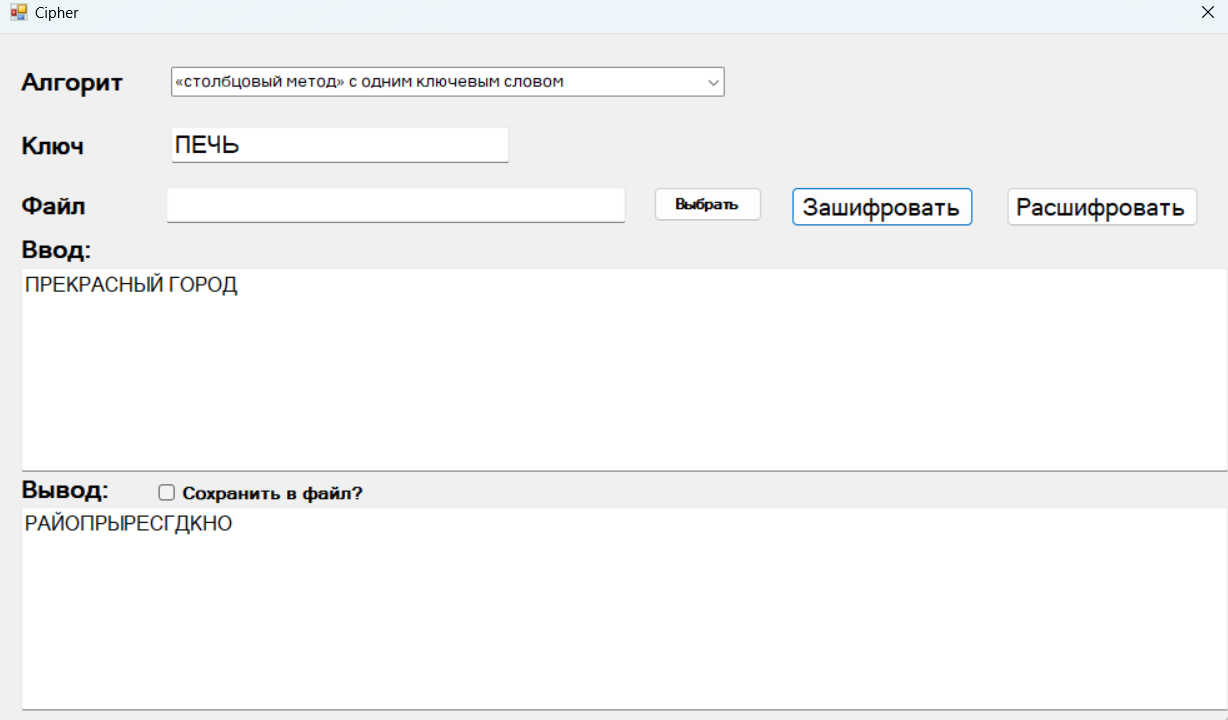 Cipher
Алгорит «столбцовый метод» с одним ключевым словом
Ключ ПЕЧЬ
Файл Выбрать Зашифровать Расшифровать
Ввод:
ПРЕКРАСНЫЙ ГОРОД
Вывод: Сохранить в файл?
РАЙОПРЫРЕСГДКНО